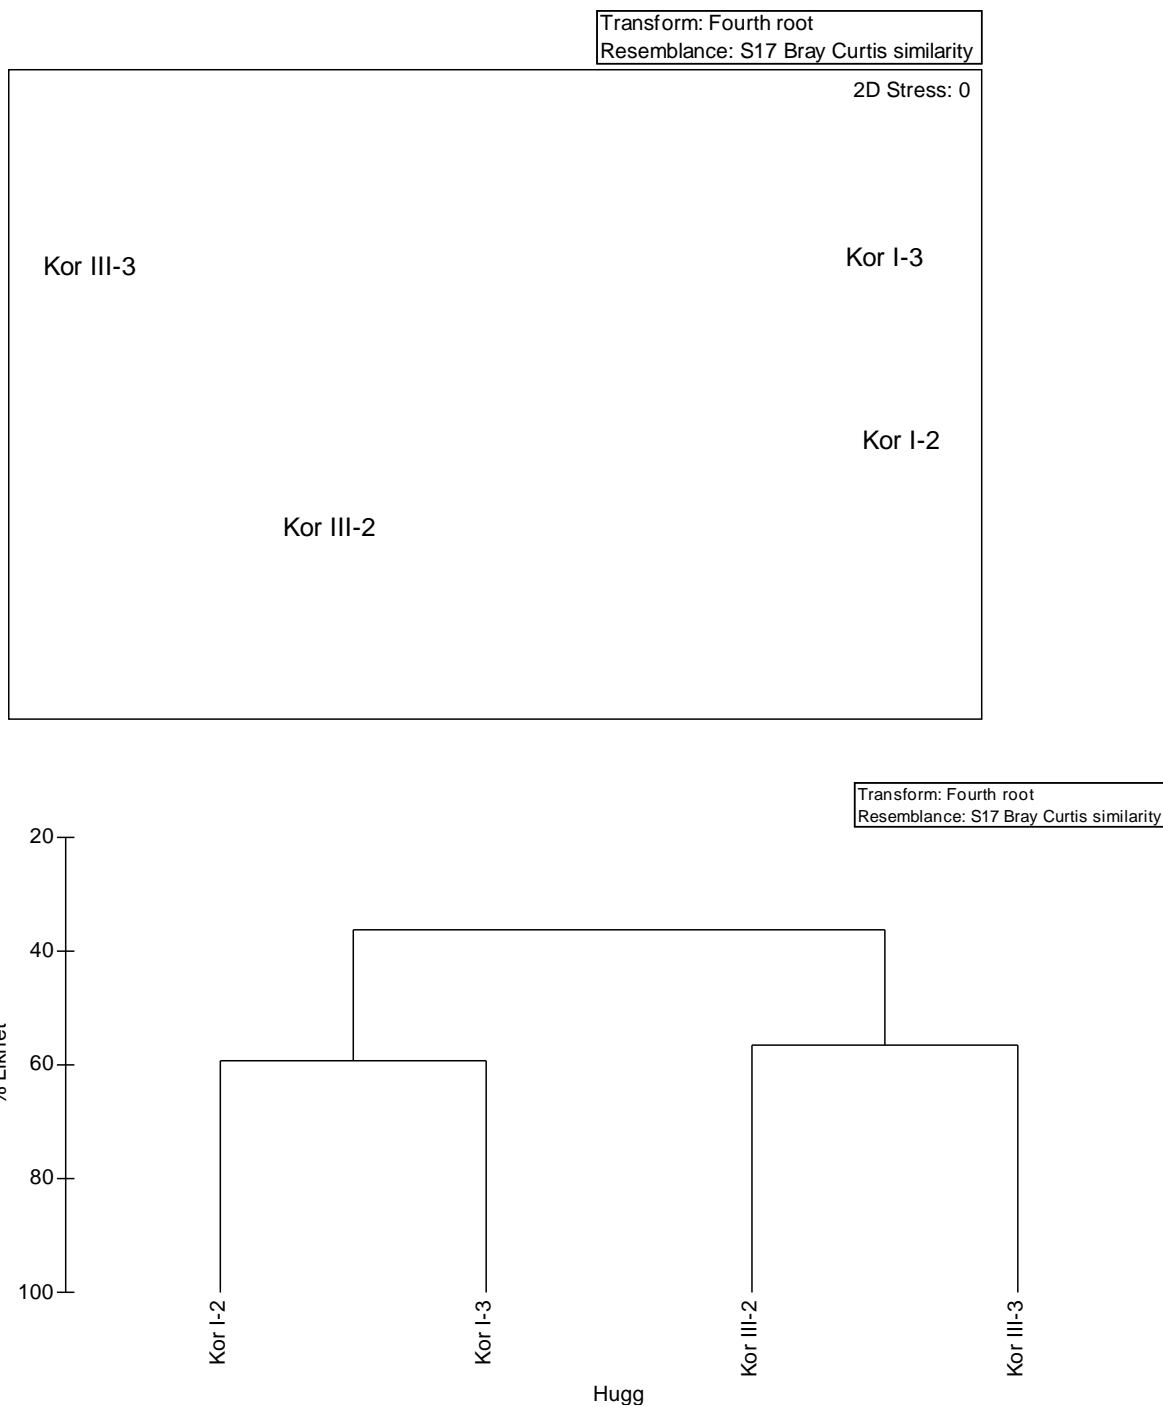 Transform: Fourth root
Resemblance: S17 Bray Curtis similarity
2D Stress: 0
Kor III-3
Kor I-3
Kor I-2
Kor III-2
Transform: Fourth root
Resemblance: S17 Bray Curtis similarity
20
40
60
80
100
% Likhet
Kor I-2
Kor I-3
Kor III-2
Kor III-3
Hugg